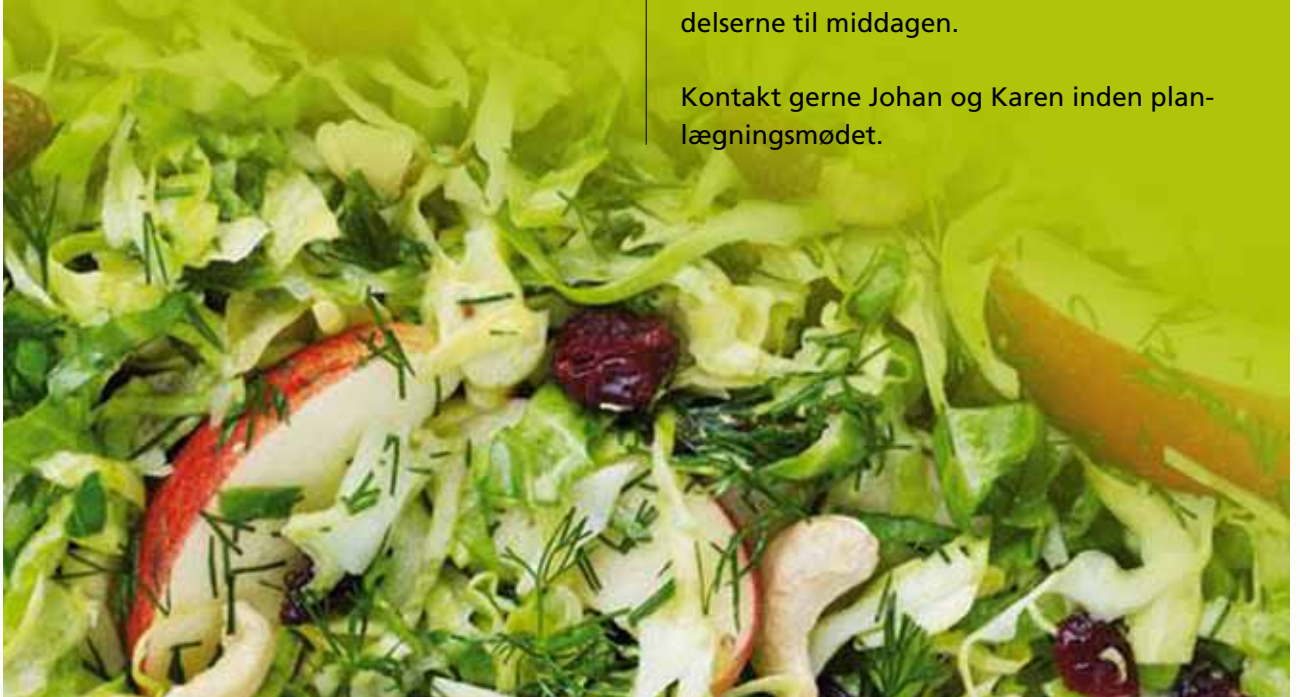 delserne til middagen.
Kontakt gerne Johan og Karen inden plan-
lægningsmødet.